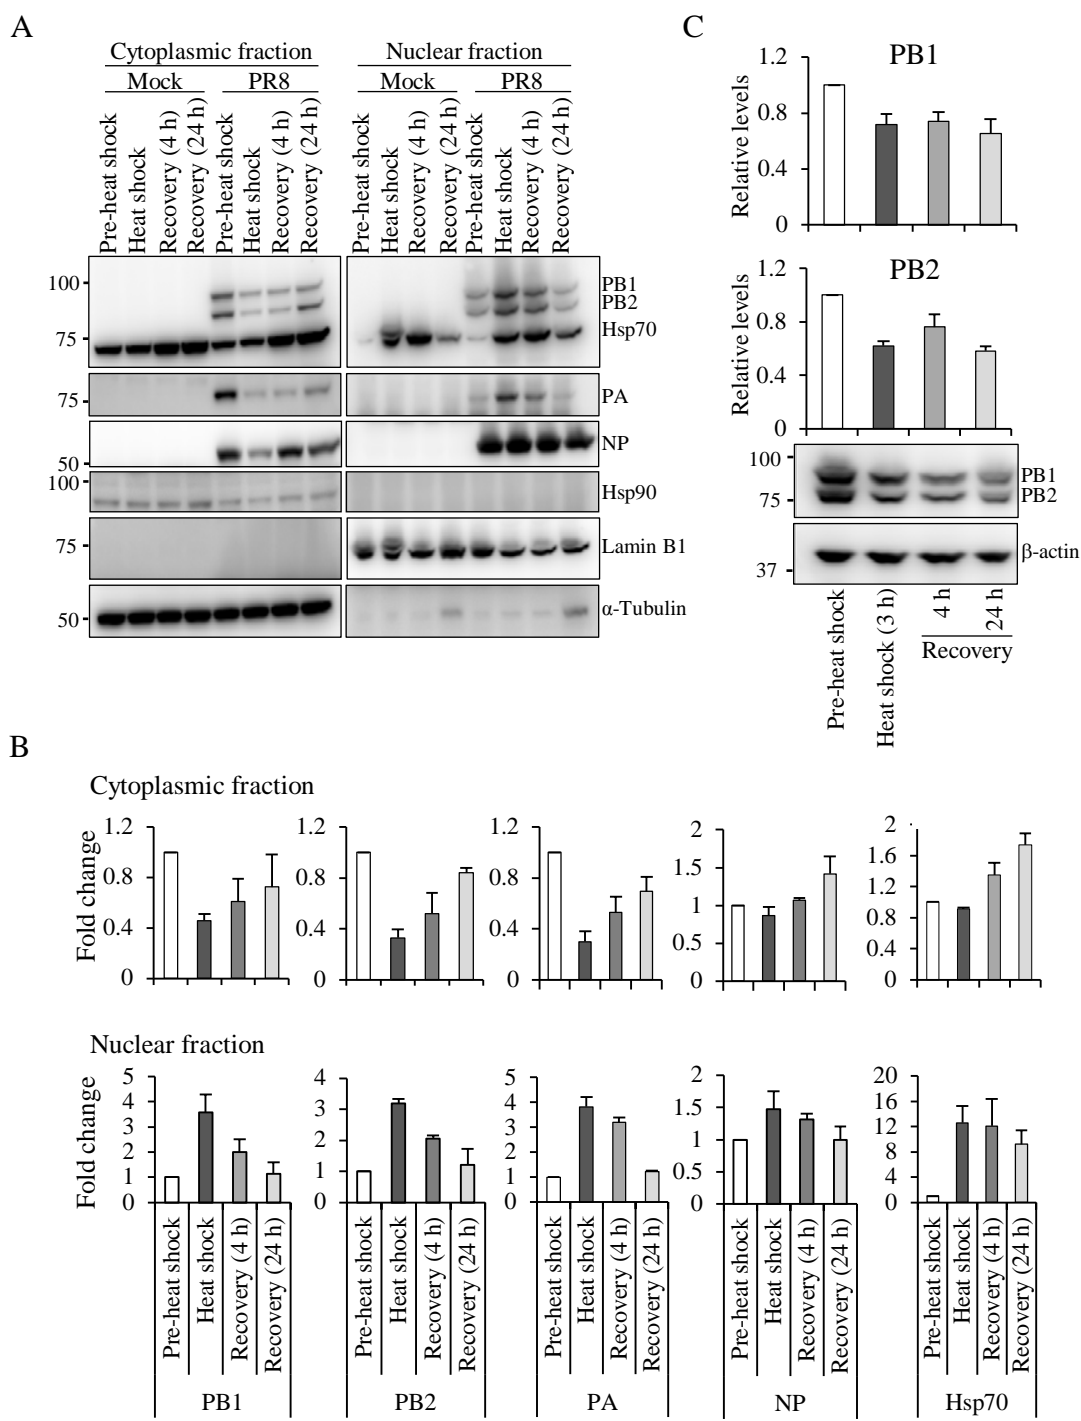 A
Cytoplasmic fraction
Nuclear fraction
Mock
PR8
Mock
PR8
Pre-heat shock
Heat shock
Recovery (4 h)
Recovery (24 h)
Pre-heat shock
Heat shock
Recovery (4 h)
Recovery (24 h)
Pre-heat shock
Heat shock
Recovery (4 h)
Recovery (24 h)
Pre-heat shock
Heat shock
Recovery (4 h)
Recovery (24 h)
100
75
PB1
PB2
Hsp70
75
PA
50
NP
100
Hsp90
75
Lamin B1
50
α-Tubulin
C
PB1
Relative levels
1.2
0.8
0.4
0
PB2
Relative levels
1.2
0.8
0.4
0
100
75
PB1
PB2
37
β-actin
Pre-heat shock
Heat shock (3 h)
4 h
24 h
Recovery
B
Cytoplasmic fraction
Fold change
1.2
0.8
0.4
0
1.2
0.8
0.4
0
1.2
0.8
0.4
0
2
1.5
1
0.5
0
2
1.6
1.2
0.8
0.4
0
Nuclear fraction
Fold change
5
4
3
2
1
0
4
3
2
1
0
5
4
3
2
1
0
2
1.5
1
0.5
0
20
16
12
8
4
0
Pre-heat shock
Heat shock
Recovery (4 h)
Recovery (24 h)
Pre-heat shock
Heat shock
Recovery (4 h)
Recovery (24 h)
Pre-heat shock
Heat shock
Recovery (4 h)
Recovery (24 h)
Pre-heat shock
Heat shock
Recovery (4 h)
Recovery (24 h)
Pre-heat shock
Heat shock
Recovery (4 h)
Recovery (24 h)
PB1
PB2
PA
NP
Hsp70